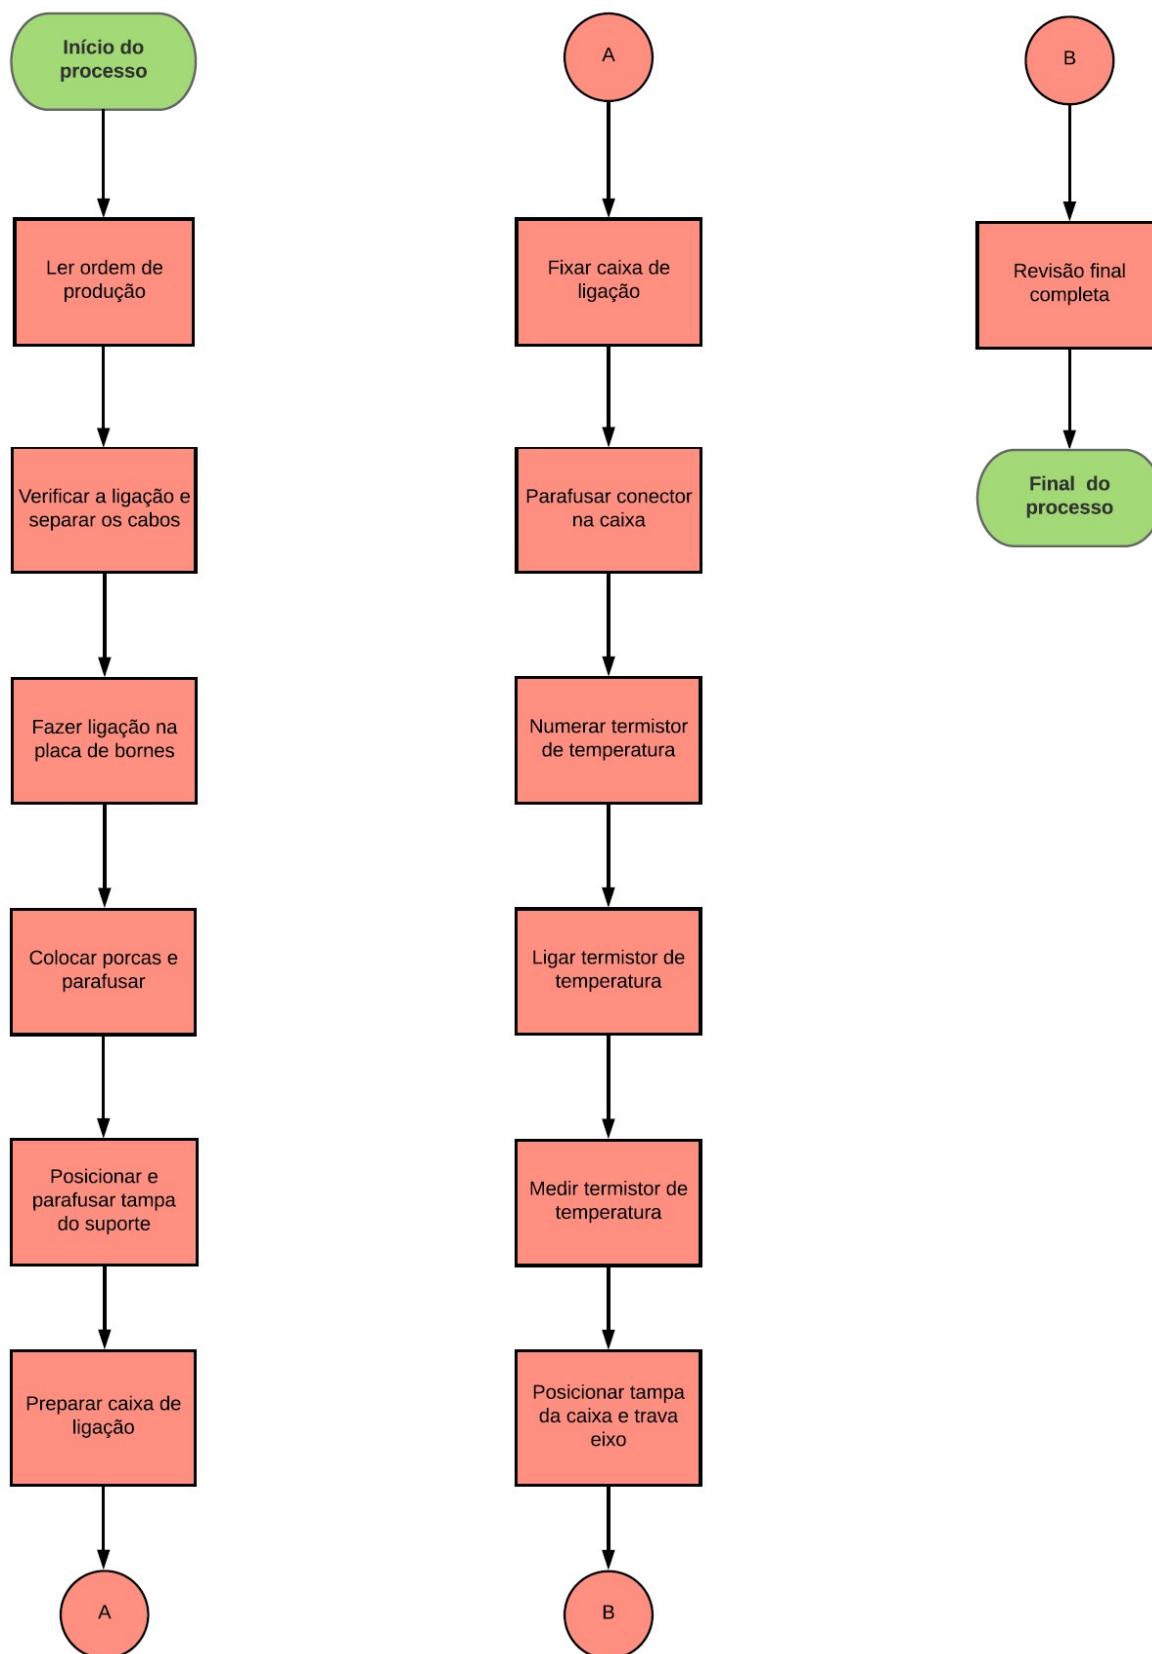 Início do
processo
Ler ordem de
produção
Verificar a ligação e
separar os cabos
Fazer ligação na
placa de bornes
Colocar porcas e
parafusar
Posicionar e
parafusar tampa
do suporte
Preparar caixa de
ligação
A
A
Fixar caixa de
ligação
Parafusar conector
na caixa
Numerar termistor
de temperatura
Ligar termistor de
temperatura
Medir termistor de
temperatura
Posicionar tampa
da caixa e trava
eixo
B
B
Revisão final
completa
Final do
processo